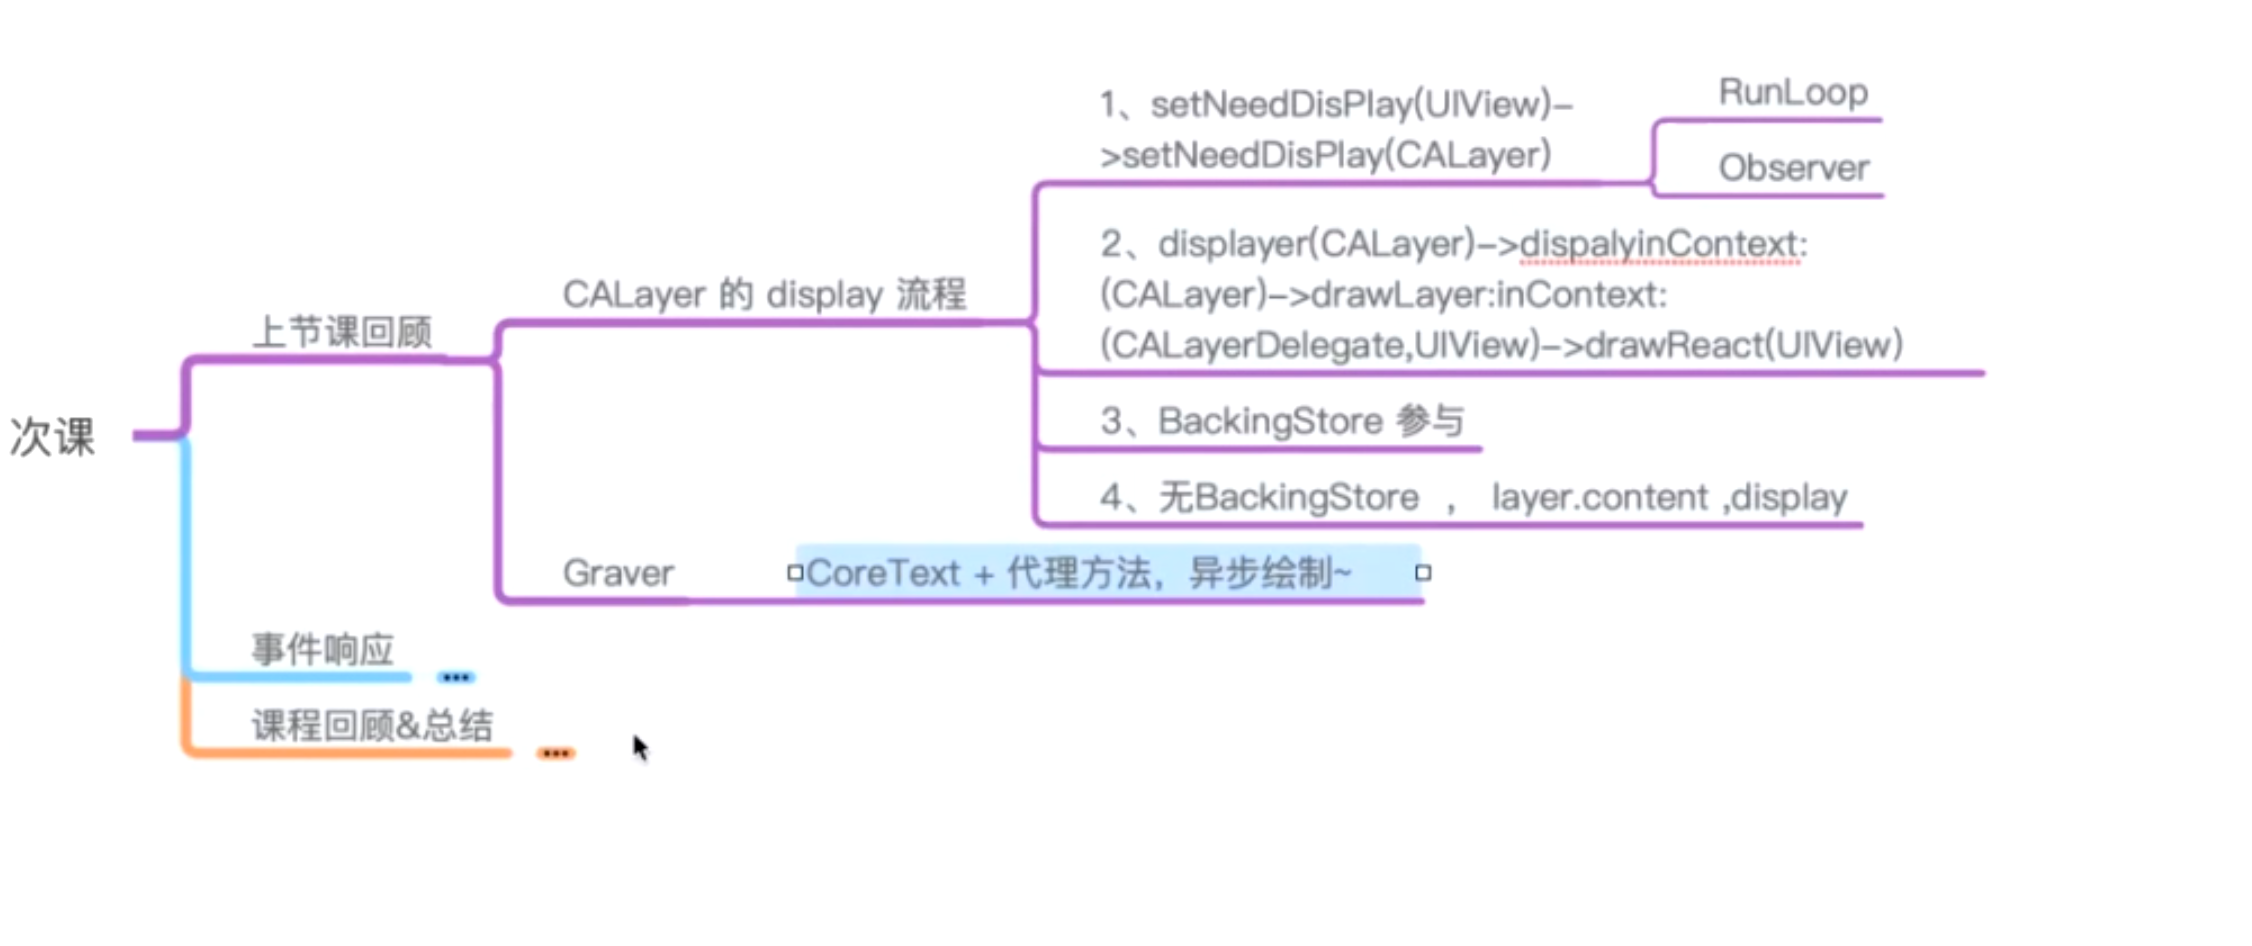 次课
上节课回顾
CALayer 的 display 流程
1、setNeedDisPlay(UIView)-
>setNeedDisPlay(CALayer)
RunLoop
Observer
2、displayer(CALayer)->dispalyinContext:
(CALayer)->drawLayer:inContext:
(CALayerDelegate,UIView)->drawReact(UIView)
3、BackingStore 参与
4、无BackingStore ， layer.content ,display
Graver
CoreText + 代理方法，异步绘制~
事件响应
课程回顾&总结